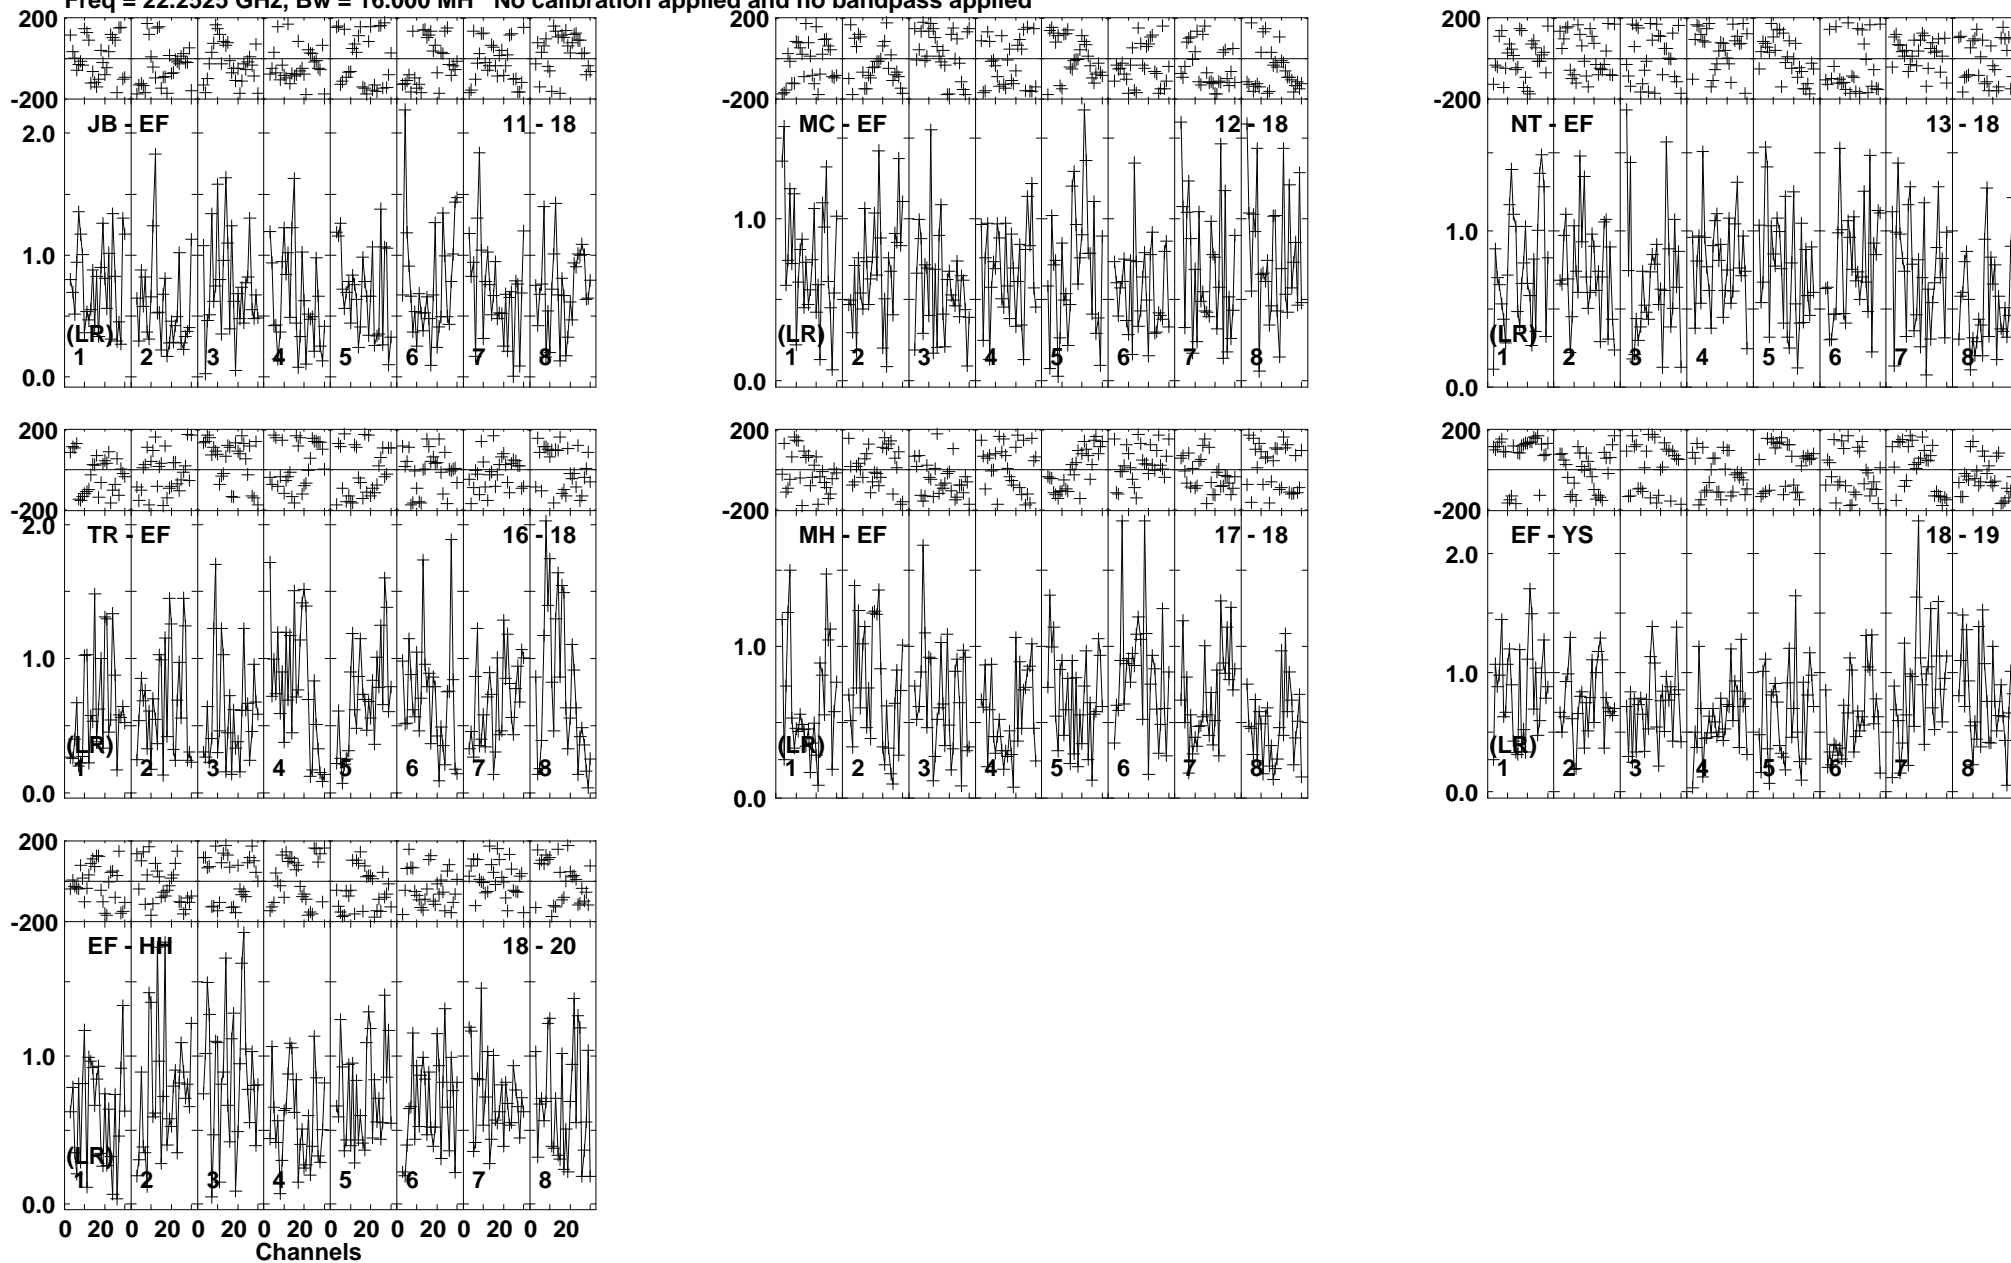 Freq = 22.2525 GHz, Bw = 16.000 MH No calibration applied and no bandpass applied
200
-200
JB - EF 11 - 18
2.0
1.0
0.0
(LR)
1 2 3 4 5 6 7 8
200
-200
MC - EF 12 - 18
1.0
0.0
(LR)
1 2 3 4 5 6 7 8
200
-200
NT - EF 13 - 18
1.0
0.0
(LR)
1 2 3 4 5 6 7 8
200
-200
TR - EF 16 - 18
2.0
1.0
0.0
(LR)
1 2 3 4 5 6 7 8
200
-200
MH - EF 17 - 18
1.0
0.0
(LR)
1 2 3 4 5 6 7 8
200
-200
EF - YS 18 - 19
2.0
1.0
0.0
(LR)
1 2 3 4 5 6 7 8
200
-200
EF - HH 18 - 20
1.0
0.0
(LR)
1 2 3 4 5 6 7 8
0 20 0 20 0 20 0 20 0 20 0 20 0 20 0 20
Channels